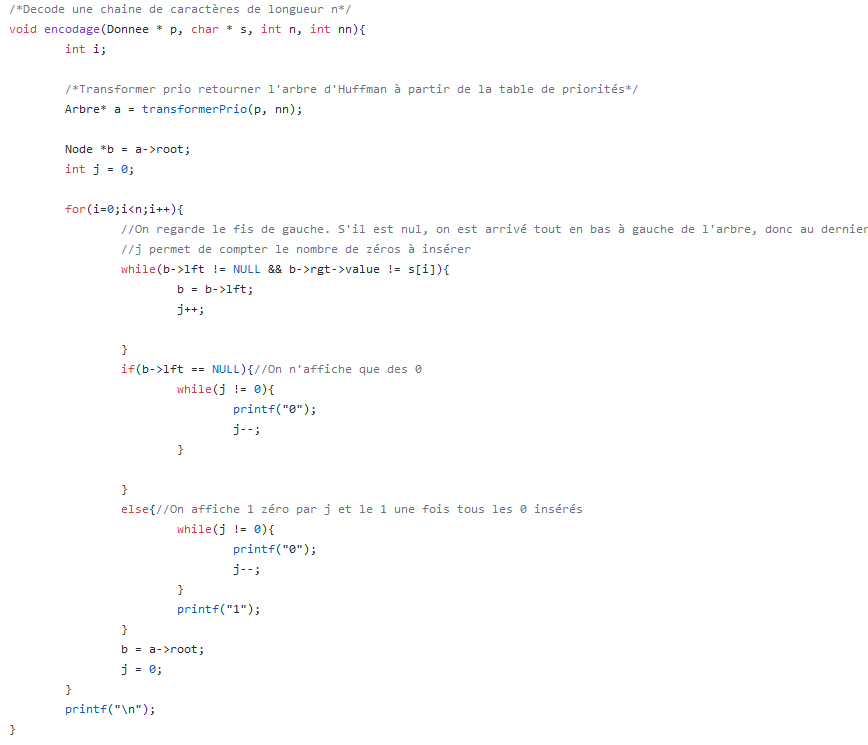 /*Decode une chaine de caractères de longueur n*/
void encodage(Donnee * p, char * s, int n, int nn){
int i;
/*Transformer prio retourner l'arbre d'Huffman à partir de la table de priorités*/
Arbre* a = transformerPrio(p, nn);
Node *b = a->root;
int j = 0;
for(i=0;i<n;i++){
//On regarde le fis de gauche. S'il est nul, on est arrivé tout en bas à gauche de l'arbre, donc au dernier
//j permet de compter le nombre de zéros à insérer
while(b->lft != NULL && b->rgt->value != s[i]){
b = b->lft;
j++;
}
if(b->lft == NULL){//On n'affiche que des 0
while(j != 0){
printf("0");
j--;
}
}
else{//On affiche 1 zéro par j et le 1 une fois tous les 0 insérés
while(j != 0){
printf("0");
j--;
}
printf("1");
}
b = a->root;
j = 0;
}
printf("\n");
}